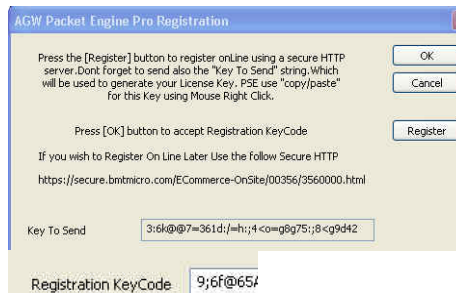 AGW Packet Engine Pro Registration
Press the [Register] button to register onLine using a secure HTTP
server.Dont forget to send also the "Key To Send" string.Which
will be used to generate your License Key. PSE use "copy/paste"
for this Key using Mouse Right Click.
OK
Cancel
Press [OK] button to accept Registration KeyCode
Register
If you wish to Register On Line Later Use the follow Secure HTTP
https://secure.bmtmicro.com/ECommerce-OnSite/00356/3560000.html
Key To Send
3:6k@@7=361d:/=h:;4<o=g8g75:;8<g9d42
Registration KeyCode
9;6f@65A